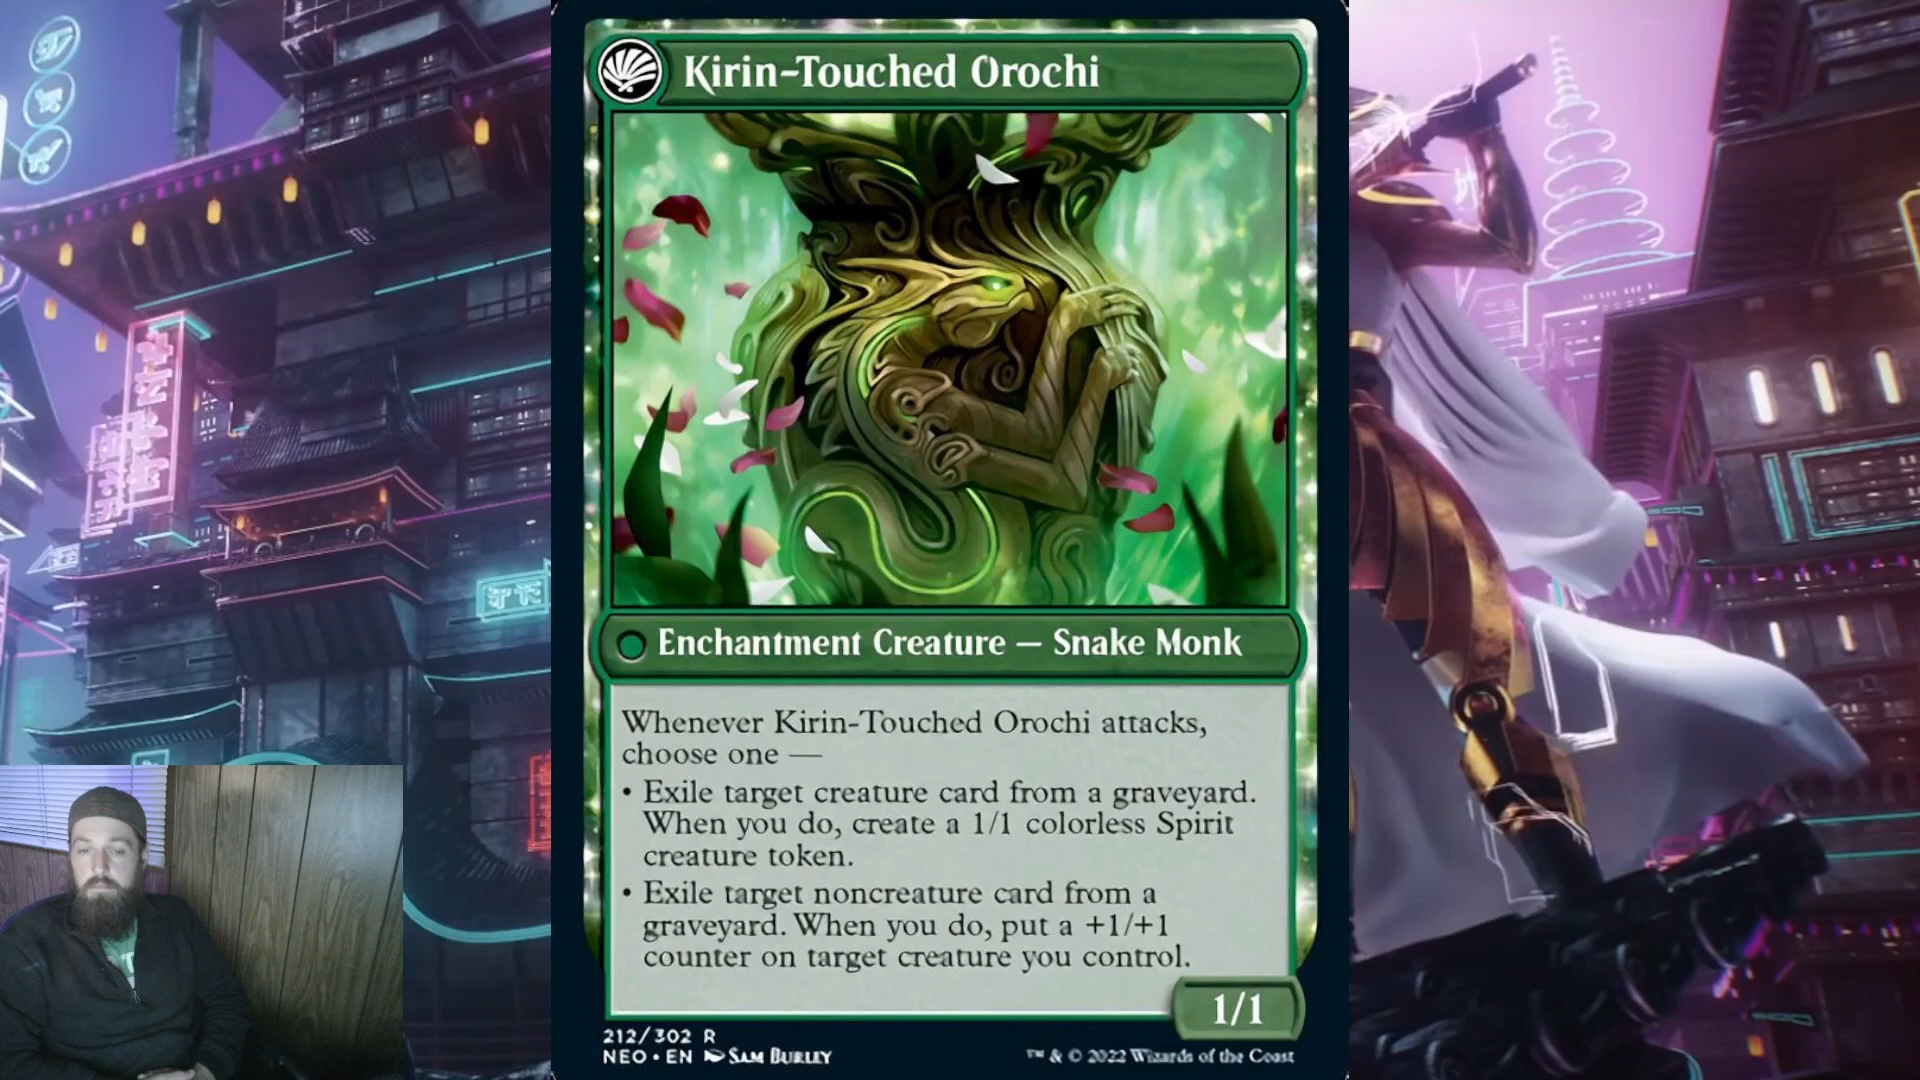 Kirin-Touched Orochi
Enchantment Creature — Snake Monk
Whenever Kirin-Touched Orochi attacks,
choose one —
• Exile target creature card from a graveyard.
When you do, create a 1/1 colorless Spirit
creature token.
• Exile target noncreature card from a
graveyard. When you do, put a +1/+1
counter on target creature you control.
1/1
212/302 R
NEO • EN Sam Burley
™ & © 2022 Wizards of the Coast